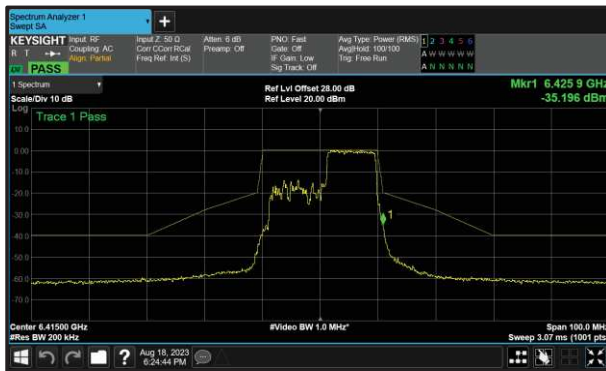 Spectrum Analyzer 1
Swept SA
+
KEYSIGHT Input: RF Input Z: 50 Ω Atten: 6 dB PNO: Fast Avg Type: Power (RMS) 1 2 3 4 5 6
R T Coupling: AC Corr CCorr RCal Preamp: Off Gate: Off Avg|Hold: 100/100 A W W W W W
Align: Partial Freq Ref: Int (S) IF Gain: Low Trig: Free Run
PASS Sig Track: Off A N N N N N
1 Spectrum Ref Lvl Offset 28.00 dB Mkr1 6.425 9 GHz
Scale/Div 10 dB Ref Level 20.00 dBm -35.196 dBm
Log
Trace 1 Pass
10.0
0.00
-10.0
-20.0
1
-30.0
-40.0
-50.0
-60.0
-70.0
Center 6.41500 GHz #Video BW 1.0 MHz* Span 100.0 MHz
#Res BW 200 kHz Sweep 3.07 ms (1001 pts)
? Aug 18, 2023
6:24:44 PM